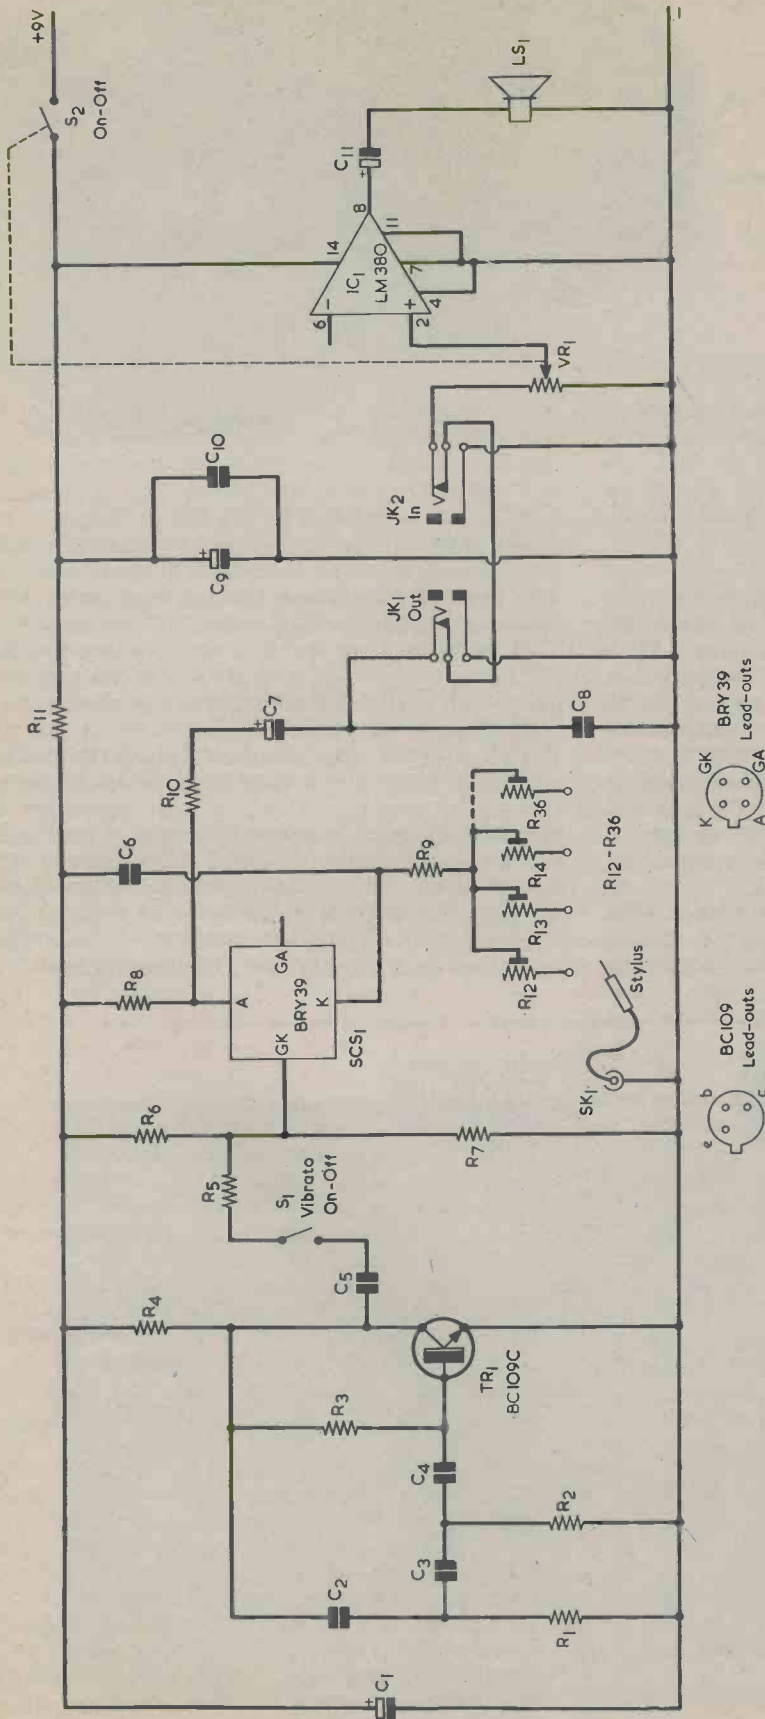 C1
C2
R1
C3
R2
C4
R3
TR1
BC109C
R4
C5
S1
Vibrato
On-Off
R5
R6
R7
GK
GA
BRY39
A
K
SCS1
R8
C6
R10
R9
R12
R13
R14
R36
R12-R36
SK1
Stylus
C7
C8
R11
JK1
Out
JK2
In
C9
C10
VR1
6
−
14
IC1
LM380
+
2
4
7
11
8
C11
+
LS1
S2
On-Off
+9V
−
+
+
+
e
b
c
BC109
Lead-outs
K
GK
A
GA
BRY39
Lead-outs